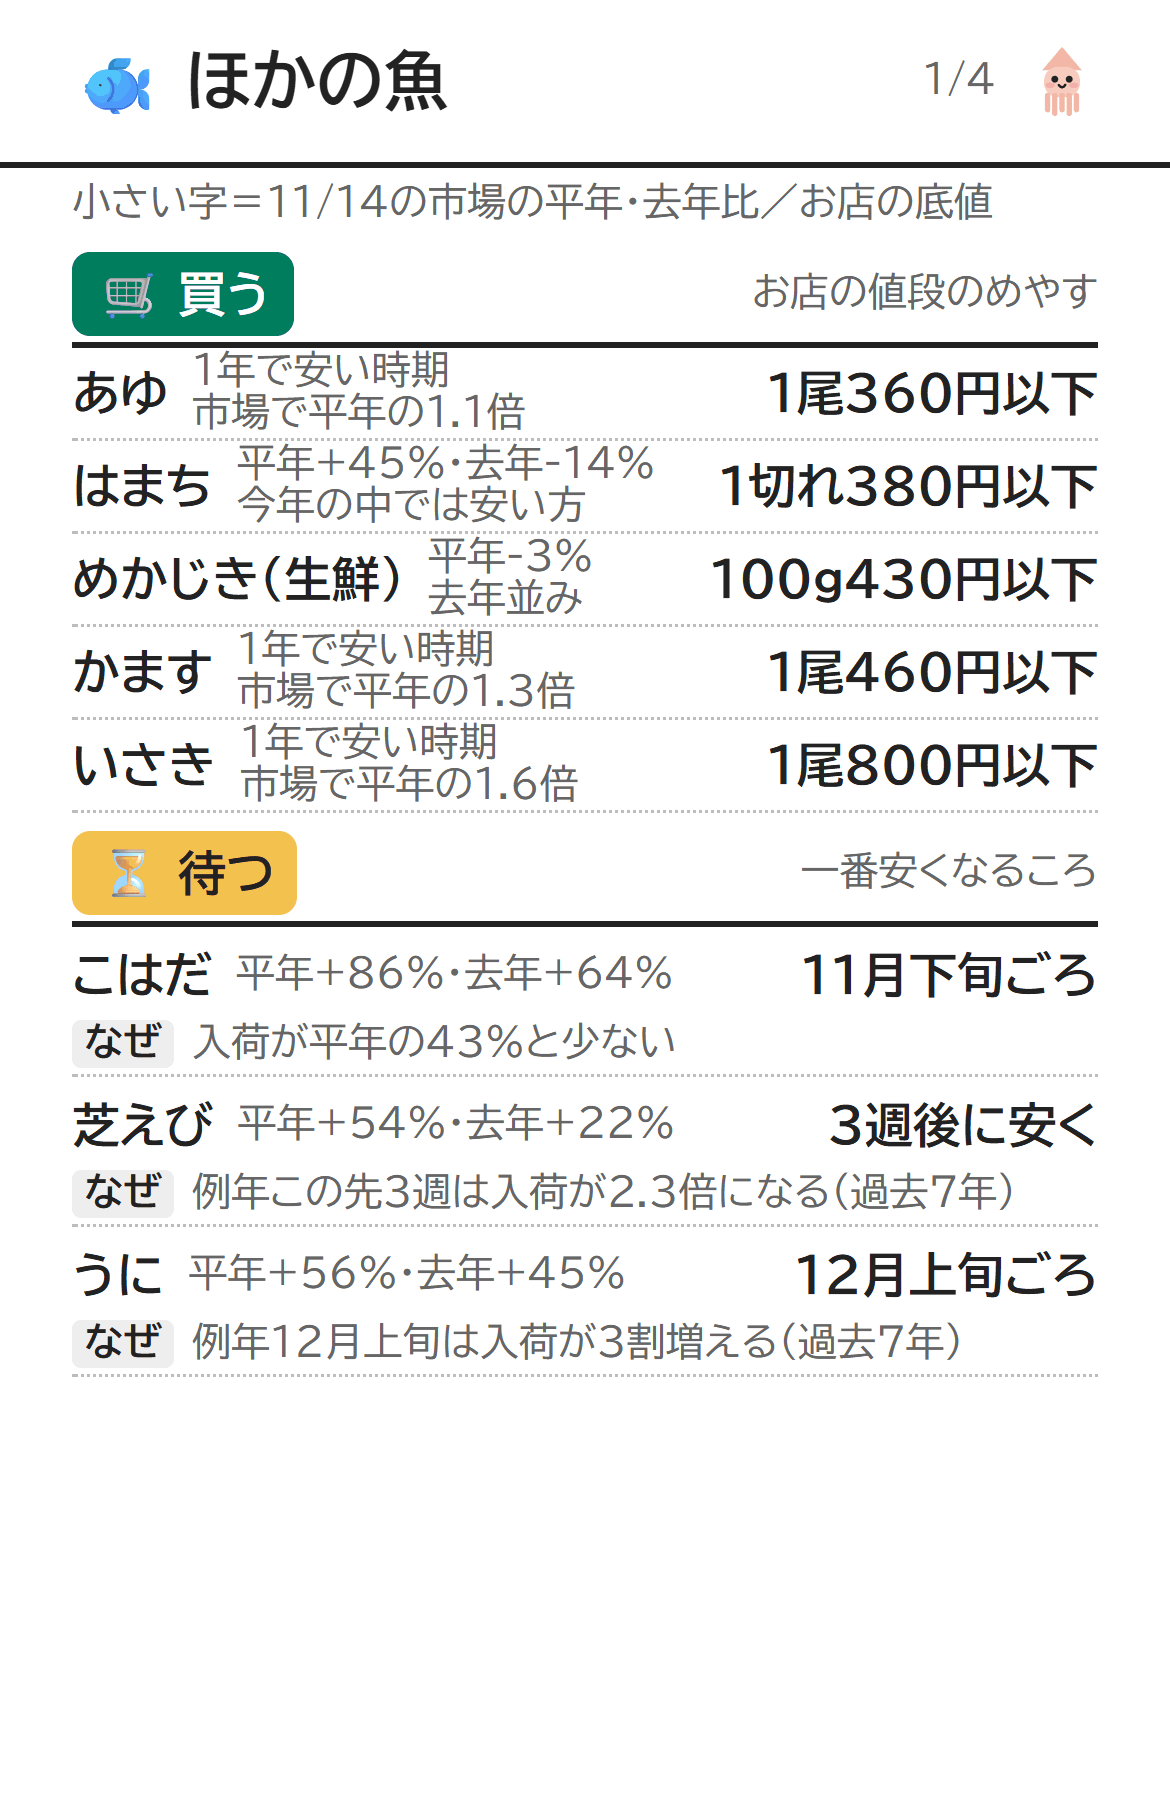 ほかの魚
1/4
小さい字＝11/14の市場の平年・去年比／お店の底値
買う
お店の値段のめやす
あゆ
1年で安い時期
市場で平年の1.1倍
1尾360円以下
はまち
平年+45%・去年-14%
今年の中では安い方
1切れ380円以下
めかじき（生鮮）
平年-3%
去年並み
100g430円以下
かます
1年で安い時期
市場で平年の1.3倍
1尾460円以下
いさき
1年で安い時期
市場で平年の1.6倍
1尾800円以下
待つ
一番安くなるころ
こはだ 平年+86%・去年+64% 11月下旬ごろ
なぜ 入荷が平年の43%と少ない
芝えび 平年+54%・去年+22% 3週後に安く
なぜ 例年この先3週は入荷が2.3倍になる（過去7年）
うに 平年+56%・去年+45% 12月上旬ごろ
なぜ 例年12月上旬は入荷が3割増える（過去7年）